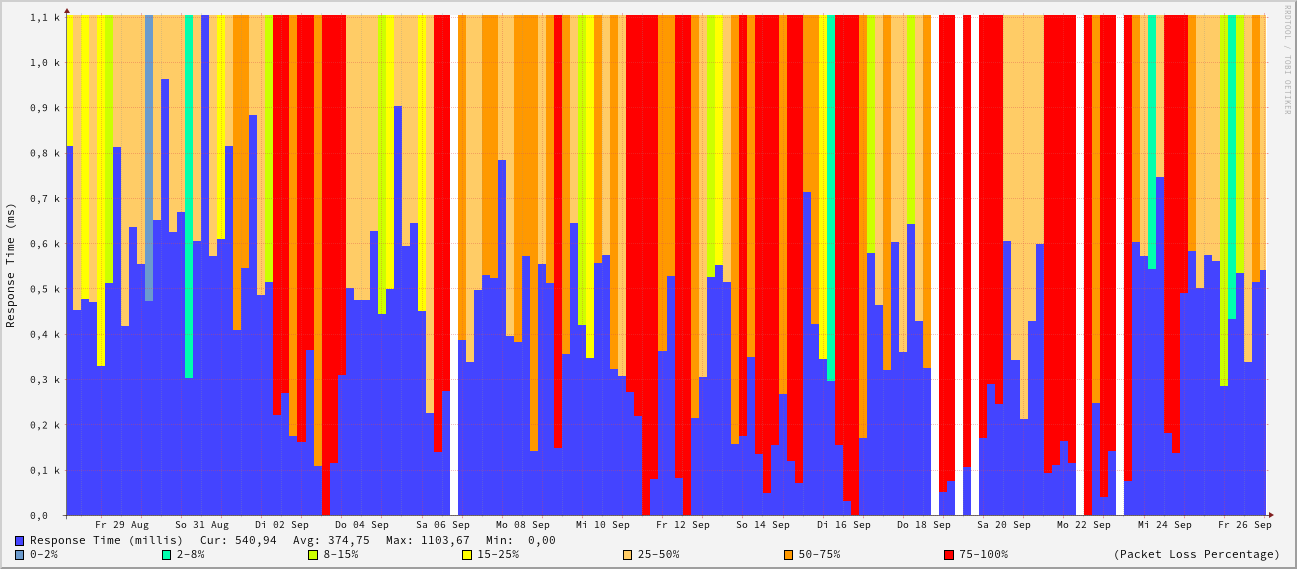 1,1 k
1,0 k
0,9 k
0,8 k
0,7 k
0,6 k
0,5 k
0,4 k
0,3 k
0,2 k
0,1 k
0,0
Response Time (ms)
RRDTOOL / TOBI OETIKER
Fr 29 Aug So 31 Aug Di 02 Sep Do 04 Sep Sa 06 Sep Mo 08 Sep Mi 10 Sep Fr 12 Sep So 14 Sep Di 16 Sep Do 18 Sep Sa 20 Sep Mo 22 Sep Mi 24 Sep Fr 26 Sep
Response Time (millis) Cur: 540,94 Avg: 374,75 Max: 1103,67 Min: 0,00
0-2% 2-8% 8-15% 15-25% 25-50% 50-75% 75-100% (Packet Loss Percentage)